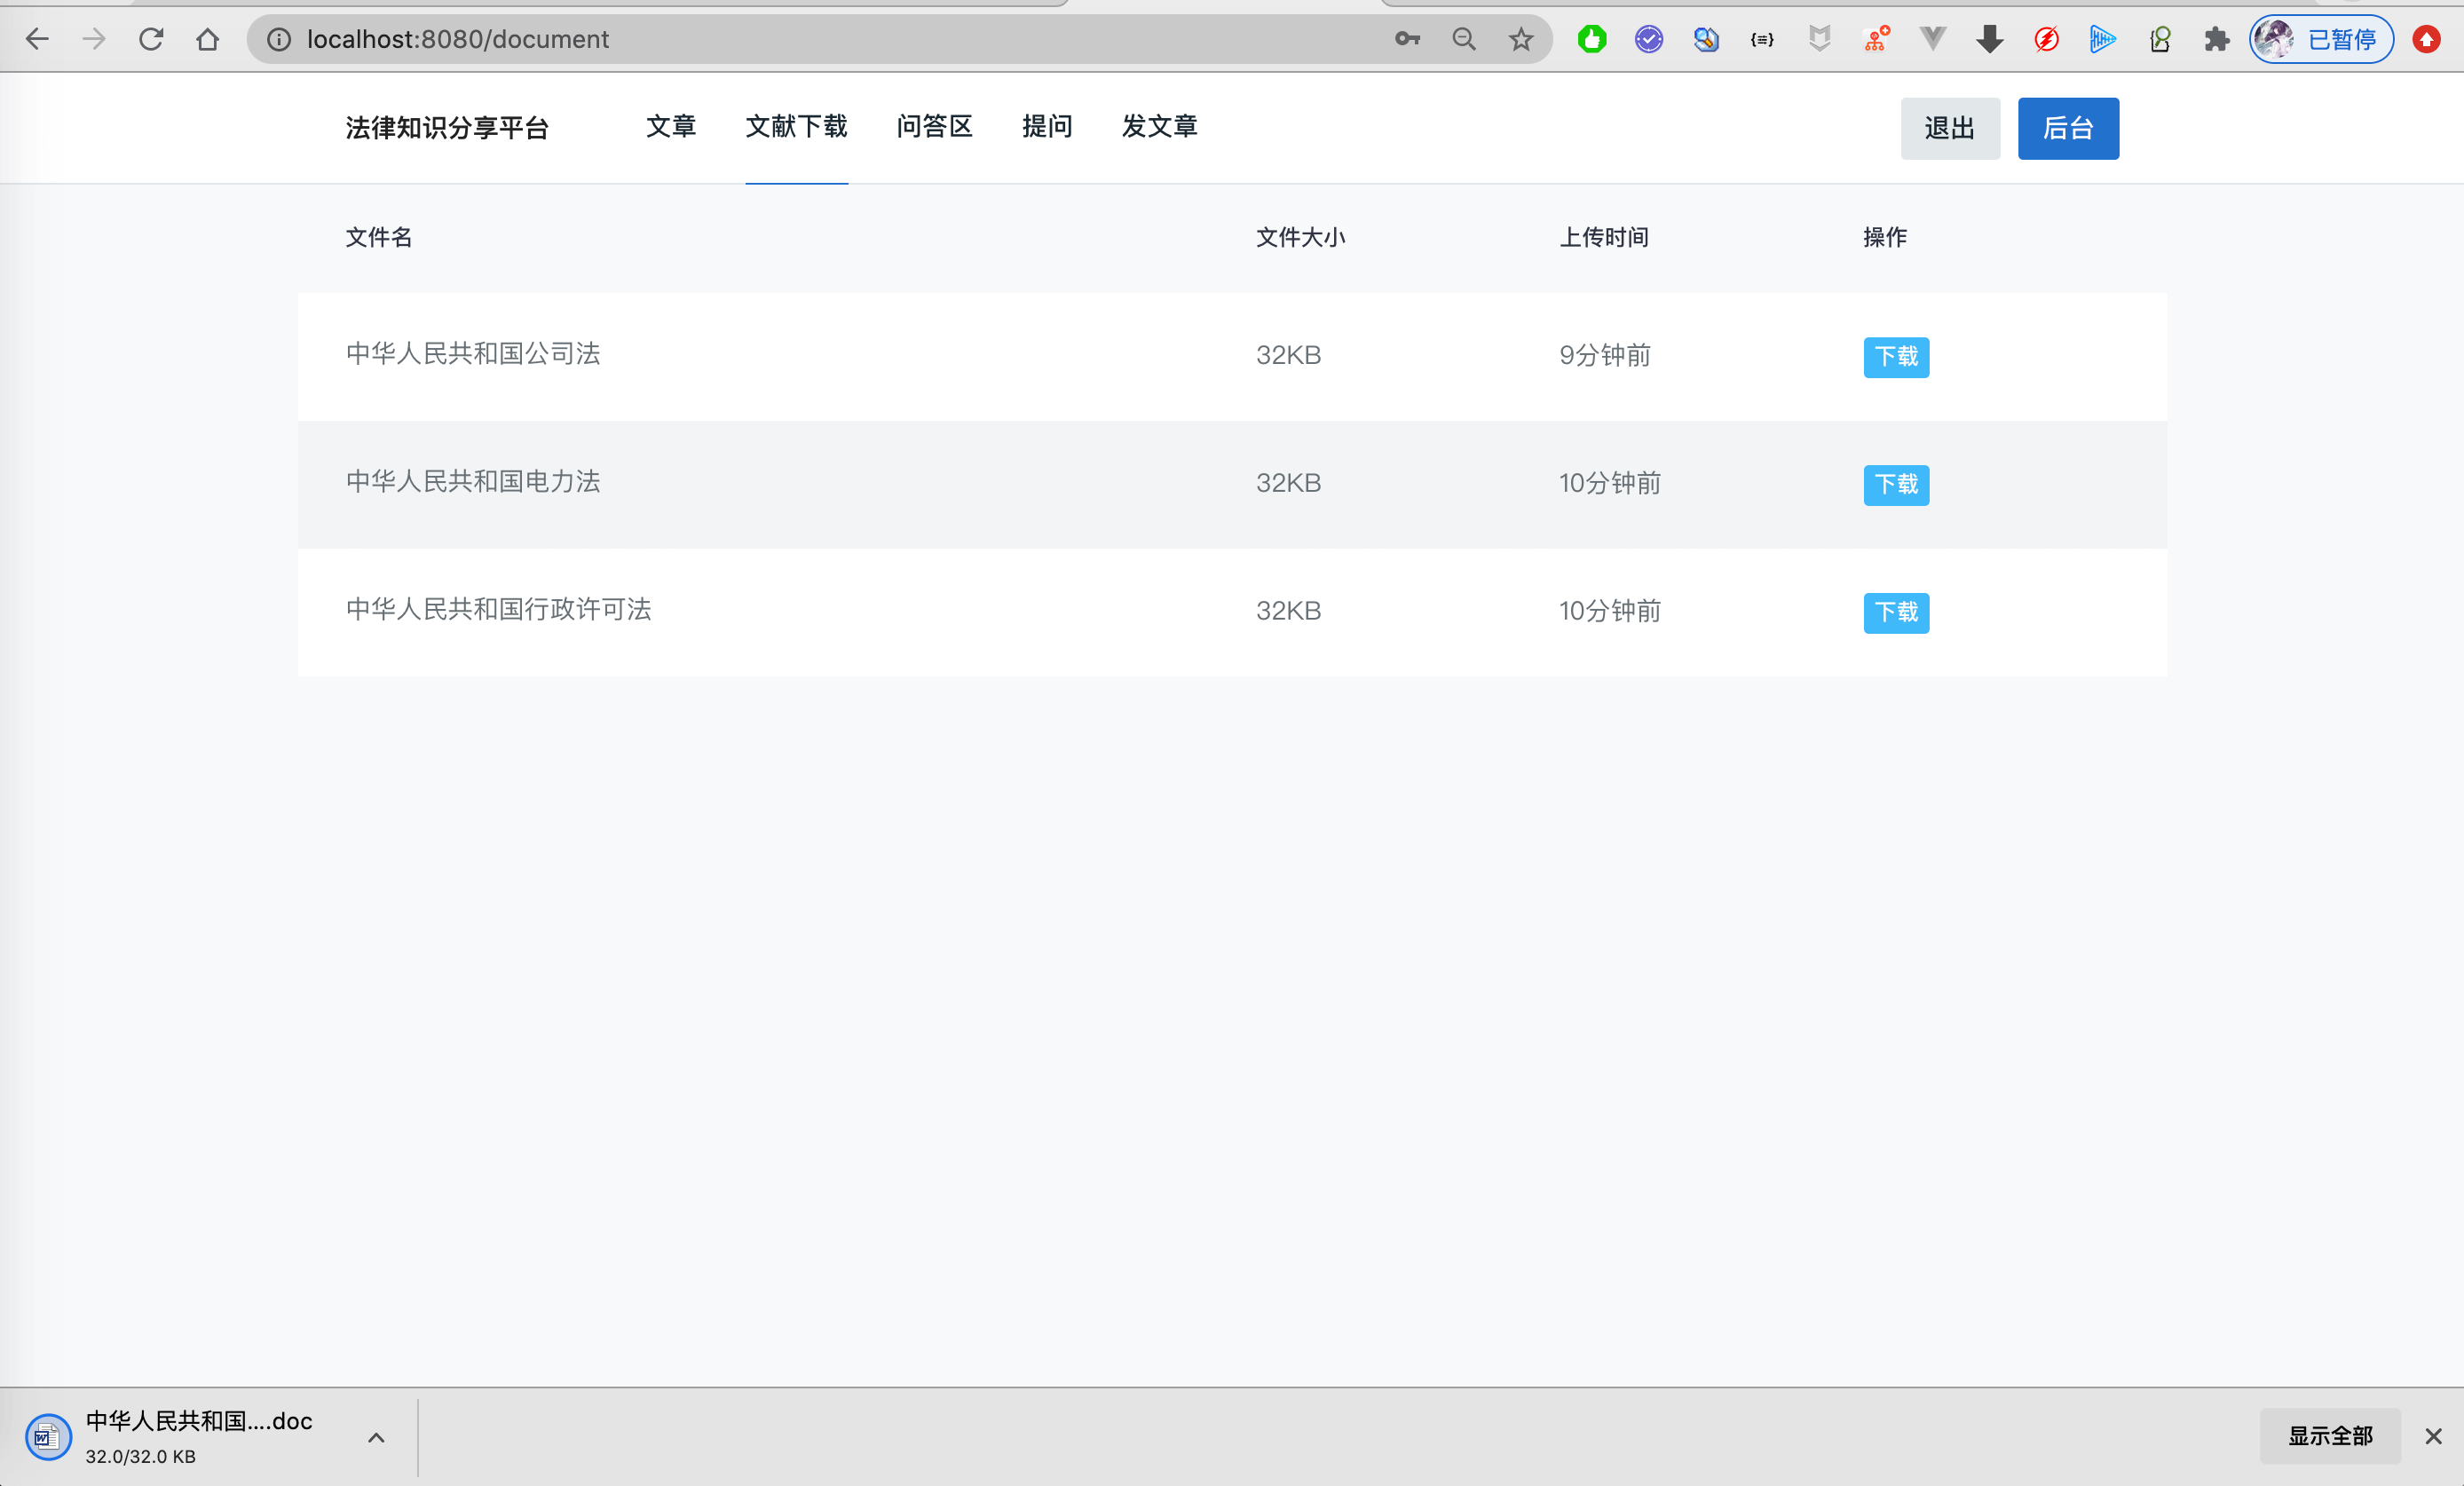 localhost:8080/document
已暂停
法律知识分享平台 文章 文献下载 问答区 提问 发文章 退出 后台
文件名 文件大小 上传时间 操作
中华人民共和国公司法 32KB 9分钟前 下载
中华人民共和国电力法 32KB 10分钟前 下载
中华人民共和国行政许可法 32KB 10分钟前 下载
中华人民共和国....doc
32.0/32.0 KB
显示全部